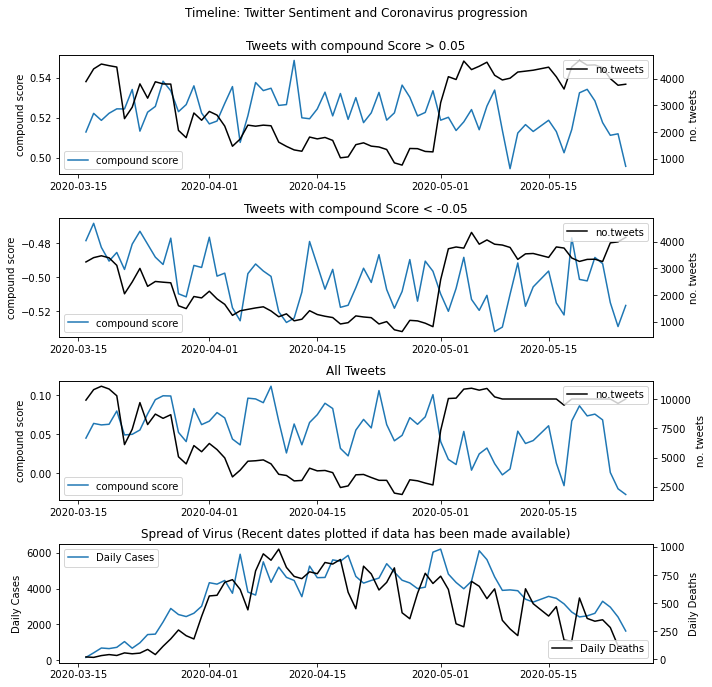 Timeline: Twitter Sentiment and Coronavirus progression
Tweets with compound Score > 0.05
compound score
0.54
0.52
0.50
4000
3000
2000
1000
no. tweets
no.tweets
compound score
2020-03-15 2020-04-01 2020-04-15 2020-05-01 2020-05-15
Tweets with compound Score < -0.05
compound score
−0.48
−0.50
−0.52
4000
3000
2000
1000
no. tweets
no.tweets
compound score
2020-03-15 2020-04-01 2020-04-15 2020-05-01 2020-05-15
All Tweets
compound score
0.10
0.05
0.00
10000
7500
5000
2500
no. tweets
no.tweets
compound score
2020-03-15 2020-04-01 2020-04-15 2020-05-01 2020-05-15
Spread of Virus (Recent dates plotted if data has been made available)
Daily Cases
6000
4000
2000
0
1000
750
500
250
0
Daily Deaths
Daily Cases
Daily Deaths
2020-03-15 2020-04-01 2020-04-15 2020-05-01 2020-05-15